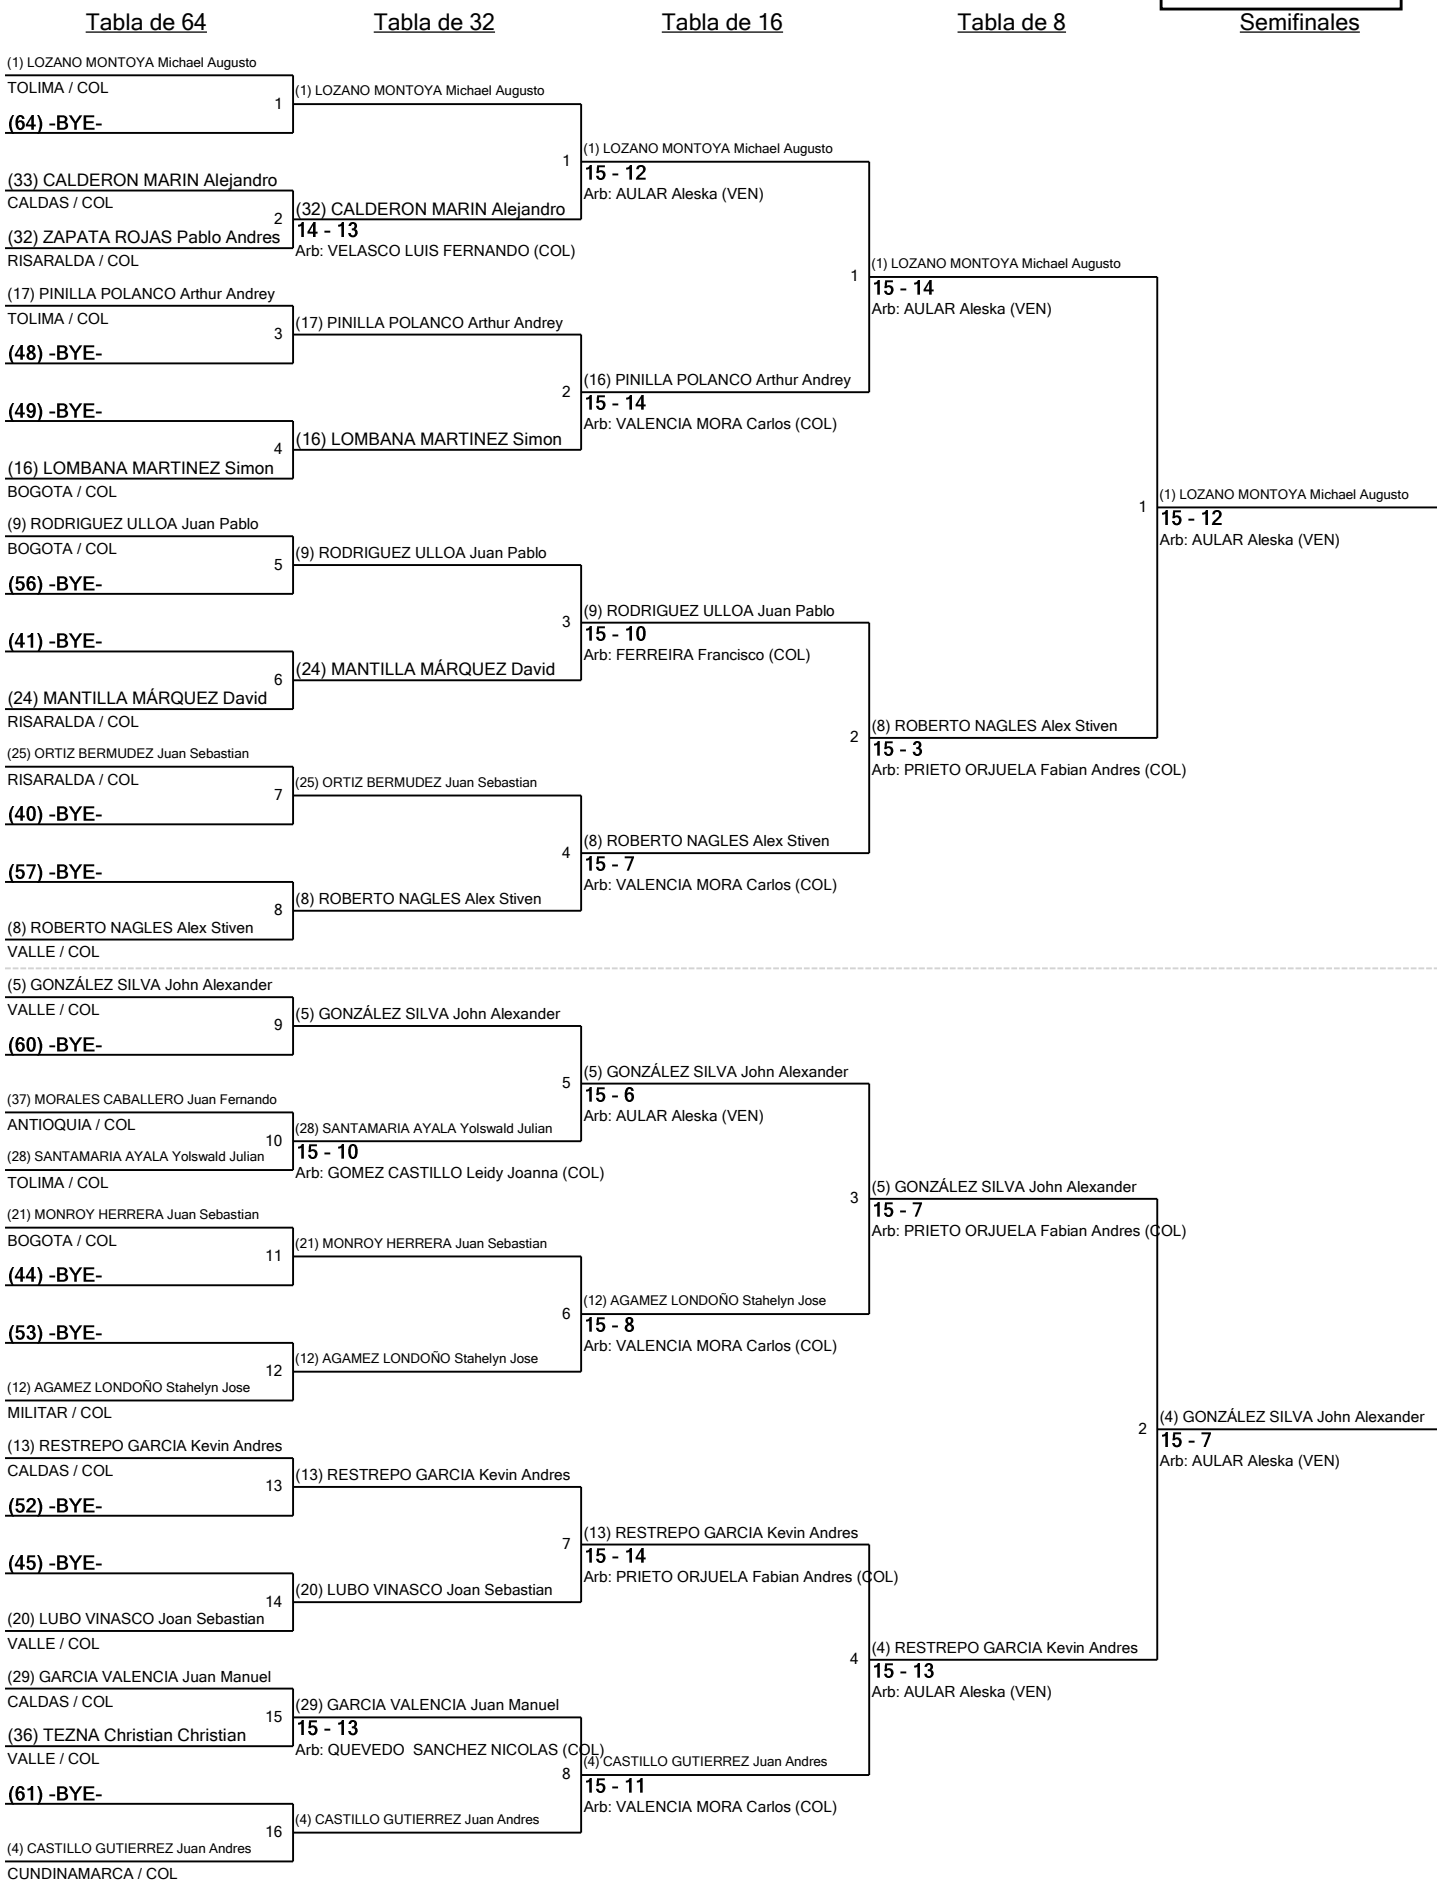 Tabla de 64
Tabla de 32
Tabla de 16
Tabla de 8
Semifinales
(1) LOZANO MONTOYA Michael Augusto
TOLIMA / COL
1
(64) -BYE-
(33) CALDERON MARIN Alejandro
CALDAS / COL
2
(32) ZAPATA ROJAS Pablo Andres
RISARALDA / COL
(17) PINILLA POLANCO Arthur Andrey
TOLIMA / COL
3
(48) -BYE-
(49) -BYE-
4
(16) LOMBANA MARTINEZ Simon
BOGOTA / COL
(9) RODRIGUEZ ULLOA Juan Pablo
BOGOTA / COL
5
(56) -BYE-
(41) -BYE-
6
(24) MANTILLA MÁRQUEZ David
RISARALDA / COL
(25) ORTIZ BERMUDEZ Juan Sebastian
RISARALDA / COL
7
(40) -BYE-
(57) -BYE-
8
(8) ROBERTO NAGLES Alex Stiven
VALLE / COL
(5) GONZÁLEZ SILVA John Alexander
VALLE / COL
9
(60) -BYE-
(37) MORALES CABALLERO Juan Fernando
ANTIOQUIA / COL
10
(28) SANTAMARIA AYALA Yolswald Julian
TOLIMA / COL
(21) MONROY HERRERA Juan Sebastian
BOGOTA / COL
11
(44) -BYE-
(53) -BYE-
12
(12) AGAMEZ LONDOÑO Stahelyn Jose
MILITAR / COL
(13) RESTREPO GARCIA Kevin Andres
CALDAS / COL
13
(52) -BYE-
(45) -BYE-
14
(20) LUBO VINASCO Joan Sebastian
VALLE / COL
(29) GARCIA VALENCIA Juan Manuel
CALDAS / COL
15
(36) TEZNA Christian Christian
VALLE / COL
(61) -BYE-
16
(4) CASTILLO GUTIERREZ Juan Andres
CUNDINAMARCA / COL
(1) LOZANO MONTOYA Michael Augusto
1
(32) CALDERON MARIN Alejandro
14 - 13
Arb: VELASCO LUIS FERNANDO (COL)
(17) PINILLA POLANCO Arthur Andrey
2
(16) LOMBANA MARTINEZ Simon
(9) RODRIGUEZ ULLOA Juan Pablo
3
(24) MANTILLA MÁRQUEZ David
(25) ORTIZ BERMUDEZ Juan Sebastian
4
(8) ROBERTO NAGLES Alex Stiven
(5) GONZÁLEZ SILVA John Alexander
5
(28) SANTAMARIA AYALA Yolswald Julian
15 - 10
Arb: GOMEZ CASTILLO Leidy Joanna (COL)
(21) MONROY HERRERA Juan Sebastian
6
(12) AGAMEZ LONDOÑO Stahelyn Jose
(13) RESTREPO GARCIA Kevin Andres
7
(20) LUBO VINASCO Joan Sebastian
(29) GARCIA VALENCIA Juan Manuel
15 - 13
Arb: QUEVEDO  SANCHEZ NICOLAS (COL)
8
(4) CASTILLO GUTIERREZ Juan Andres
(1) LOZANO MONTOYA Michael Augusto
15 - 12
Arb: AULAR Aleska (VEN)
1
(16) PINILLA POLANCO Arthur Andrey
15 - 14
Arb: VALENCIA MORA Carlos (COL)
(9) RODRIGUEZ ULLOA Juan Pablo
15 - 10
Arb: FERREIRA Francisco (COL)
2
(8) ROBERTO NAGLES Alex Stiven
15 - 7
Arb: VALENCIA MORA Carlos (COL)
(5) GONZÁLEZ SILVA John Alexander
15 - 6
Arb: AULAR Aleska (VEN)
3
(12) AGAMEZ LONDOÑO Stahelyn Jose
15 - 8
Arb: VALENCIA MORA Carlos (COL)
(13) RESTREPO GARCIA Kevin Andres
15 - 14
Arb: PRIETO ORJUELA Fabian Andres (COL)
4
(4) CASTILLO GUTIERREZ Juan Andres
15 - 11
Arb: VALENCIA MORA Carlos (COL)
(1) LOZANO MONTOYA Michael Augusto
15 - 14
Arb: AULAR Aleska (VEN)
1
(8) ROBERTO NAGLES Alex Stiven
15 - 3
Arb: PRIETO ORJUELA Fabian Andres (COL)
(5) GONZÁLEZ SILVA John Alexander
15 - 7
Arb: PRIETO ORJUELA Fabian Andres (COL)
2
(4) RESTREPO GARCIA Kevin Andres
15 - 13
Arb: AULAR Aleska (VEN)
(1) LOZANO MONTOYA Michael Augusto
15 - 12
Arb: AULAR Aleska (VEN)
(4) GONZÁLEZ SILVA John Alexander
15 - 7
Arb: AULAR Aleska (VEN)